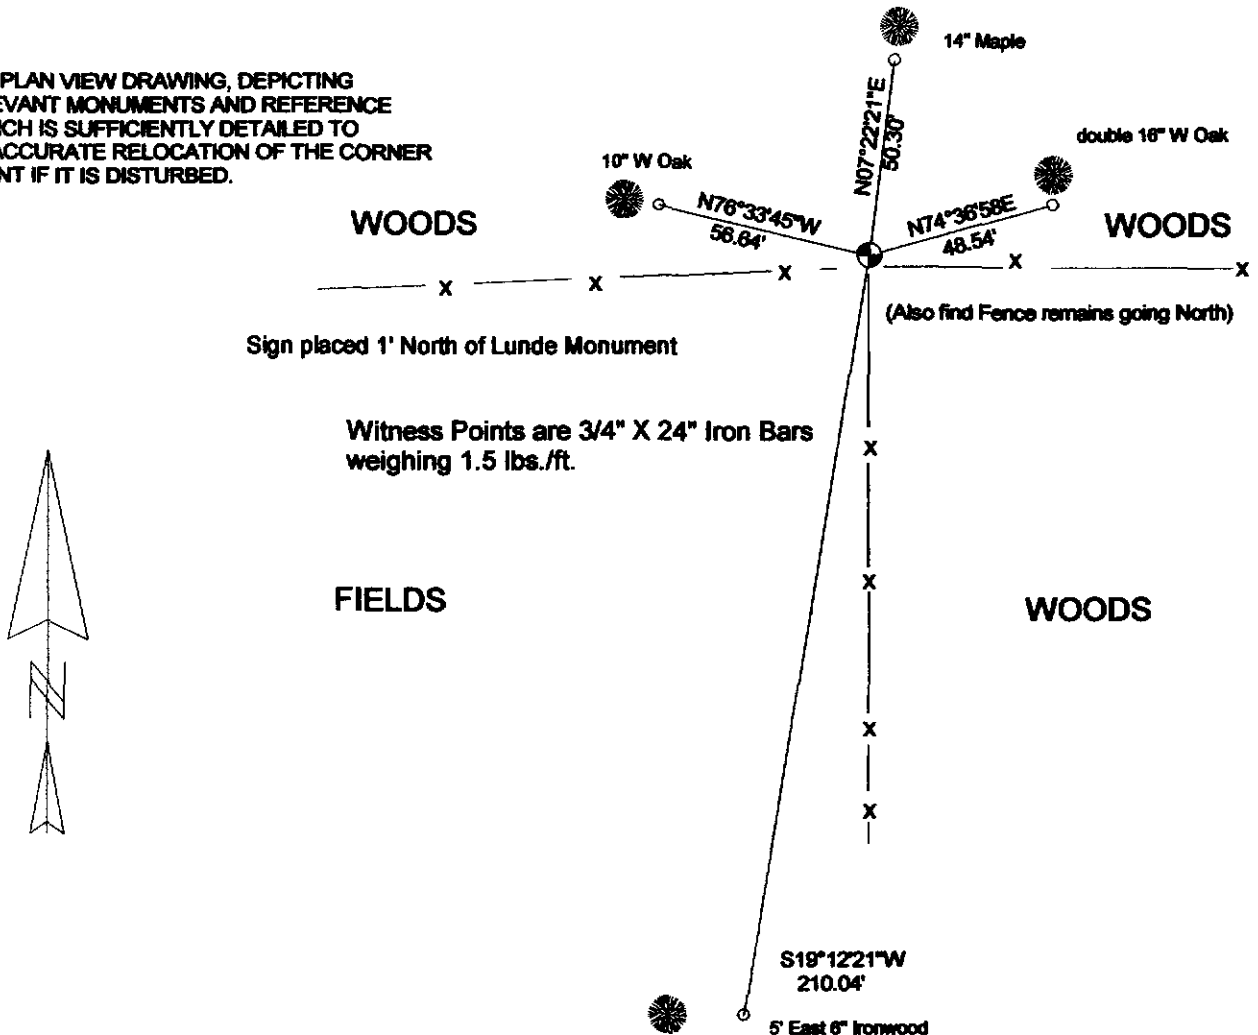 PLAN VIEW DRAWING, DEPICTING
EVANT MONUMENTS AND REFERENCE
ICH IS SUFFICIENTLY DETAILED TO
ACCURATE RELOCATION OF THE CORNER
NT IF IT IS DISTURBED.
14" Maple
N07°22'21"E
50.30'
double 16" W Oak
10" W Oak
N76°33'45"W
56.64'
N74°36'58E
48.54'
WOODS
WOODS
X
X
X
X
X
(Also find Fence remains going North)
Sign placed 1' North of Lunde Monument
Witness Points are 3/4" X 24" Iron Bars
weighing 1.5 lbs./ft.
X
X
FIELDS
WOODS
N
X
X
S19°12'21"W
210.04'
5' East 6" Ironwood